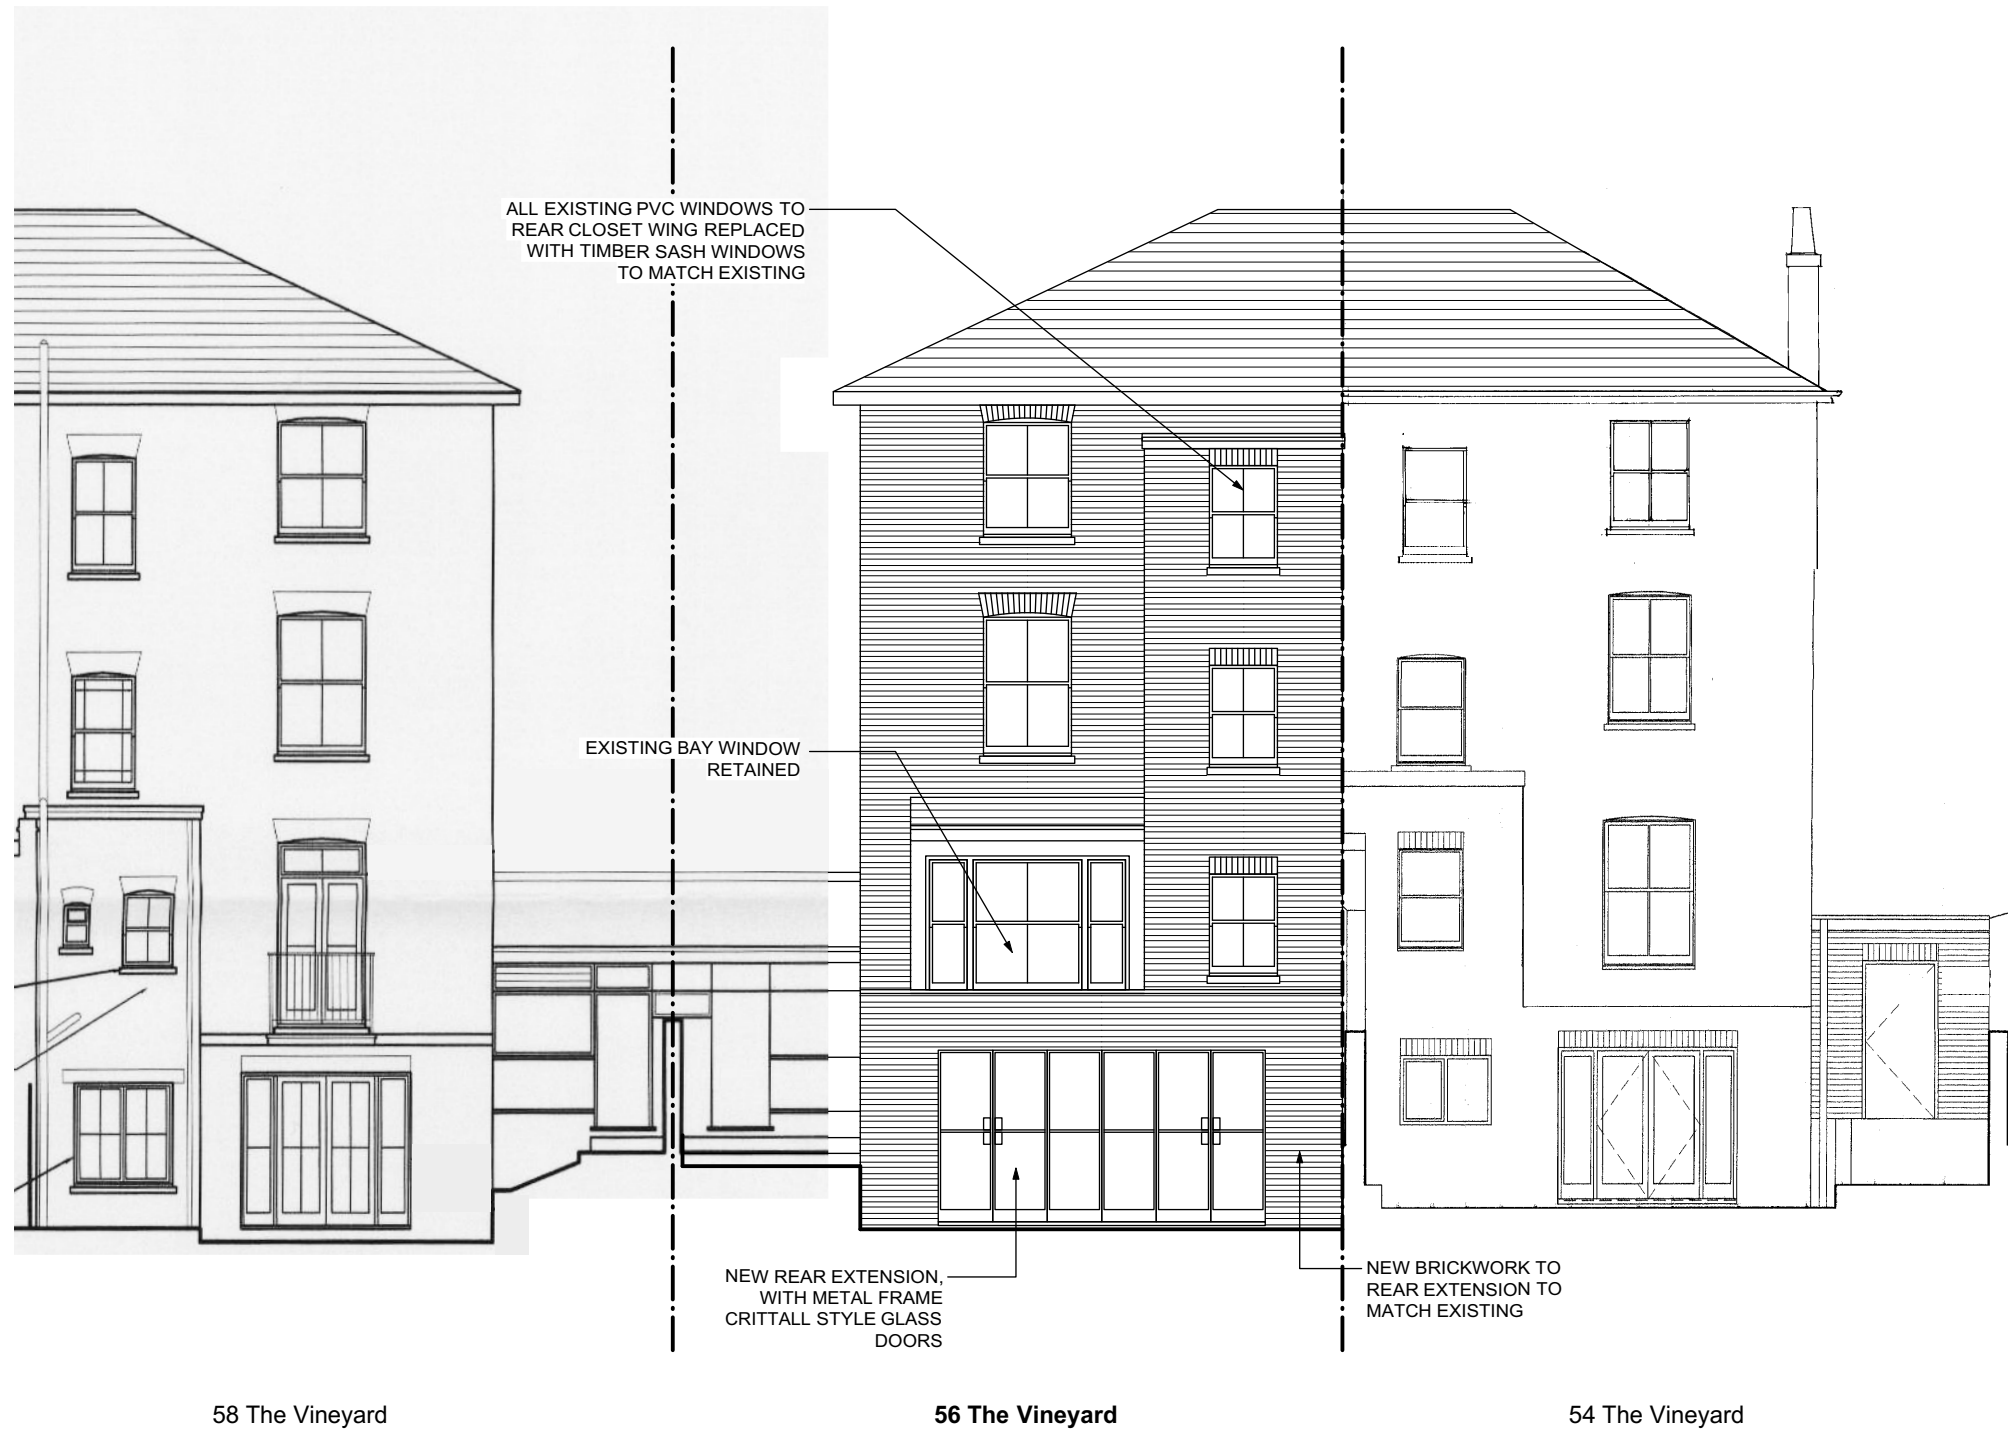 ALL EXISTING PVC WINDOWS TO
REAR CLOSET WING REPLACED
WITH TIMBER SASH WINDOWS
TO MATCH EXISTING
EXISTING BAY WINDOW
RETAINED
NEW REAR EXTENSION,
WITH METAL FRAME
CRITTALL STYLE GLASS
DOORS
NEW BRICKWORK TO
REAR EXTENSION TO
MATCH EXISTING
58 The Vineyard
56 The Vineyard
54 The Vineyard